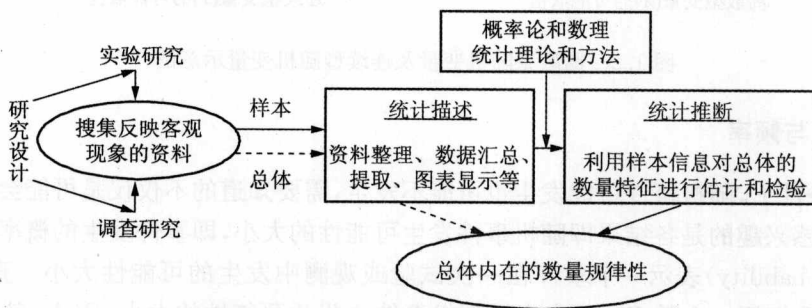 概率论和数理
统计理论和方法
实验研究
研究设计
搜集反映客观
现象的资料
样本
总体
调查研究
统计描述
资料整理、数据汇总、
提取、图表显示等
统计推断
利用样本信息对总体的
数量特征进行估计和检验
总体内在的数量规律性